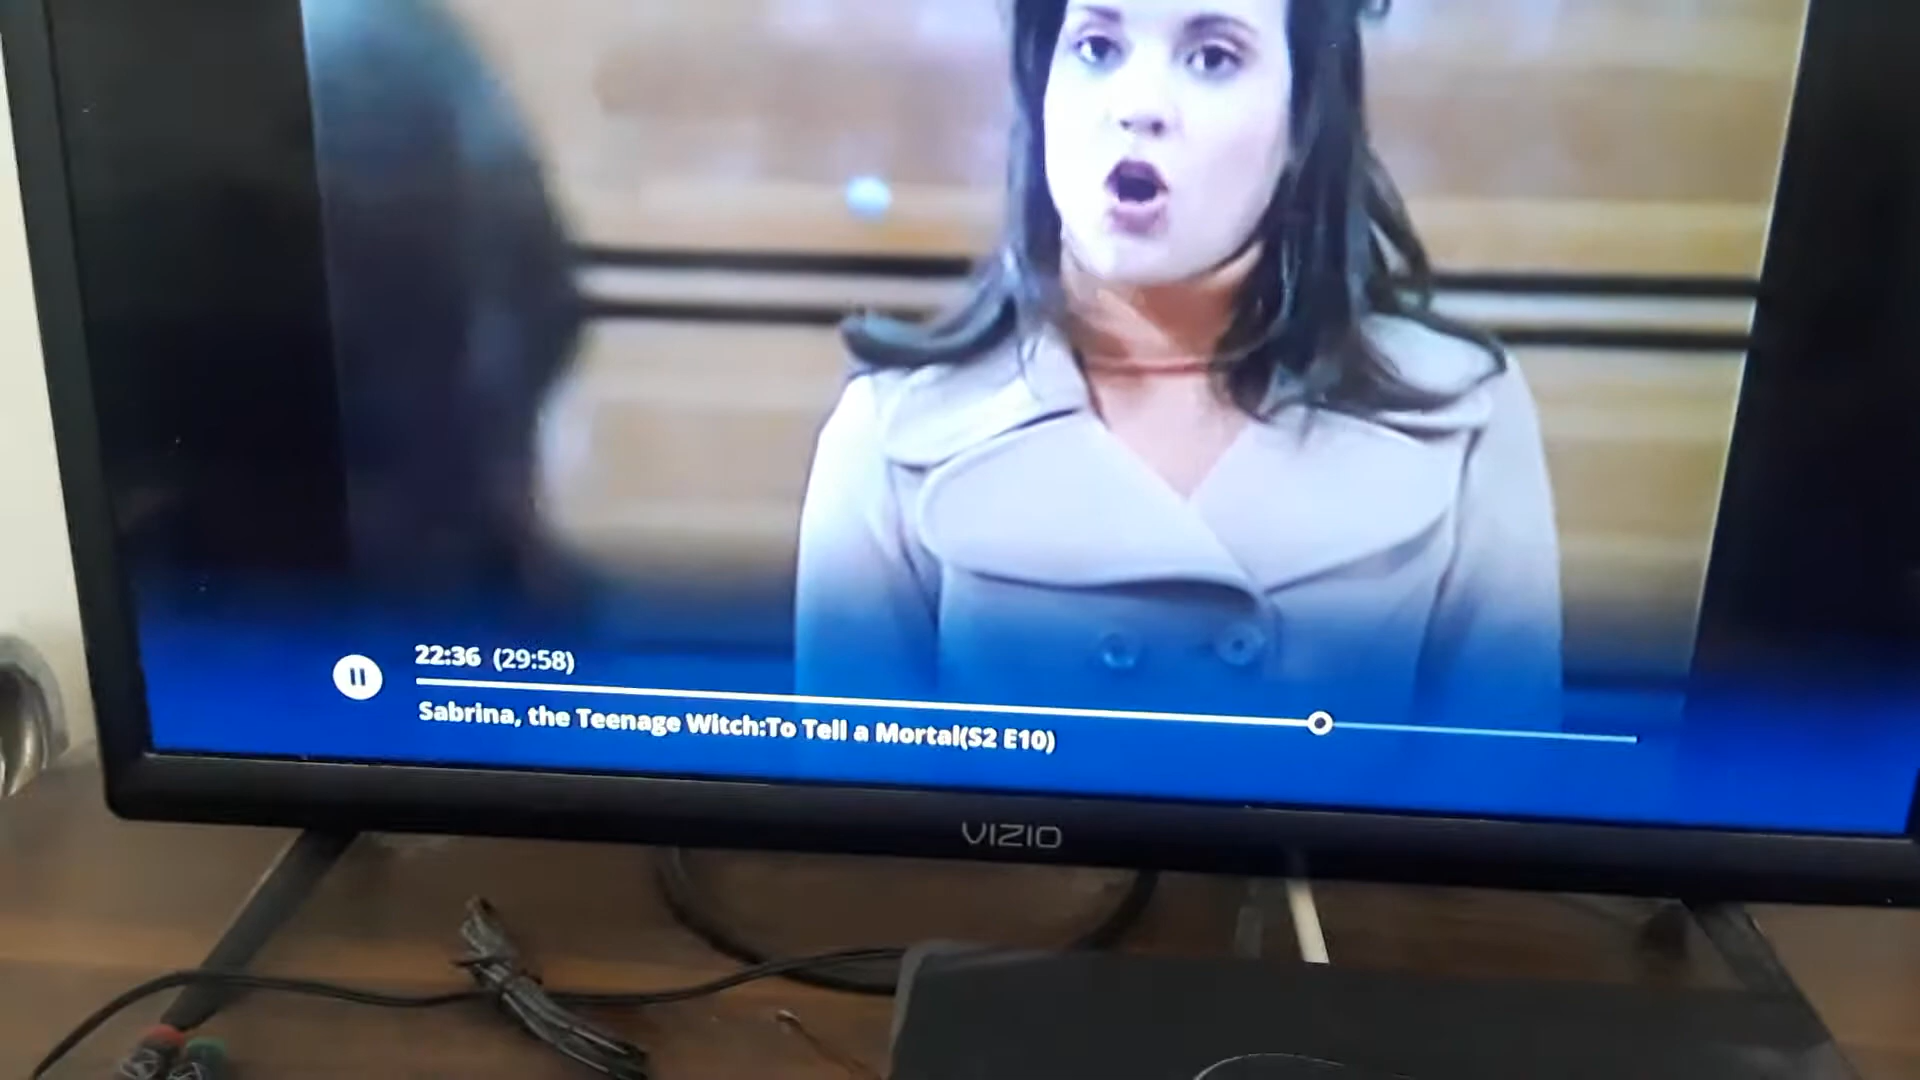 22:36 (29:58)
Sabrina, the Teenage Witch:To Tell a Mortal(S2 E10)
VIZIO